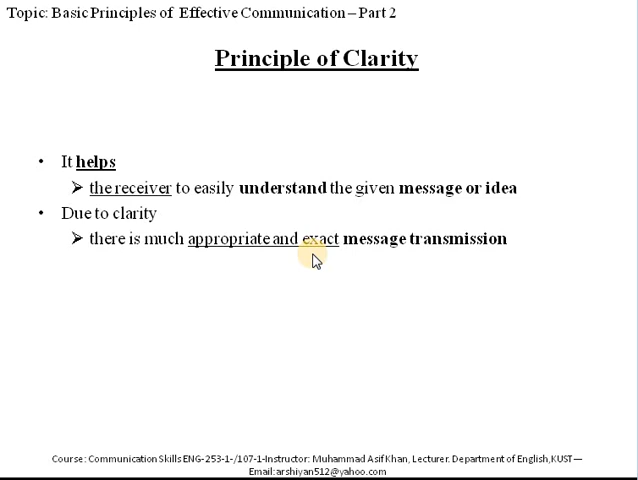 Topic: Basic Principles of Effective Communication – Part 2
Principle of Clarity
• It helps
➢ the receiver to easily understand the given message or idea
• Due to clarity
➢ there is much appropriate and exact message transmission
Course: Communication Skills ENG-253-1-/107-1-Instructor: Muhammad Asif Khan, Lecturer. Department of English,KUST—
Email:arshiyan512@yahoo.com